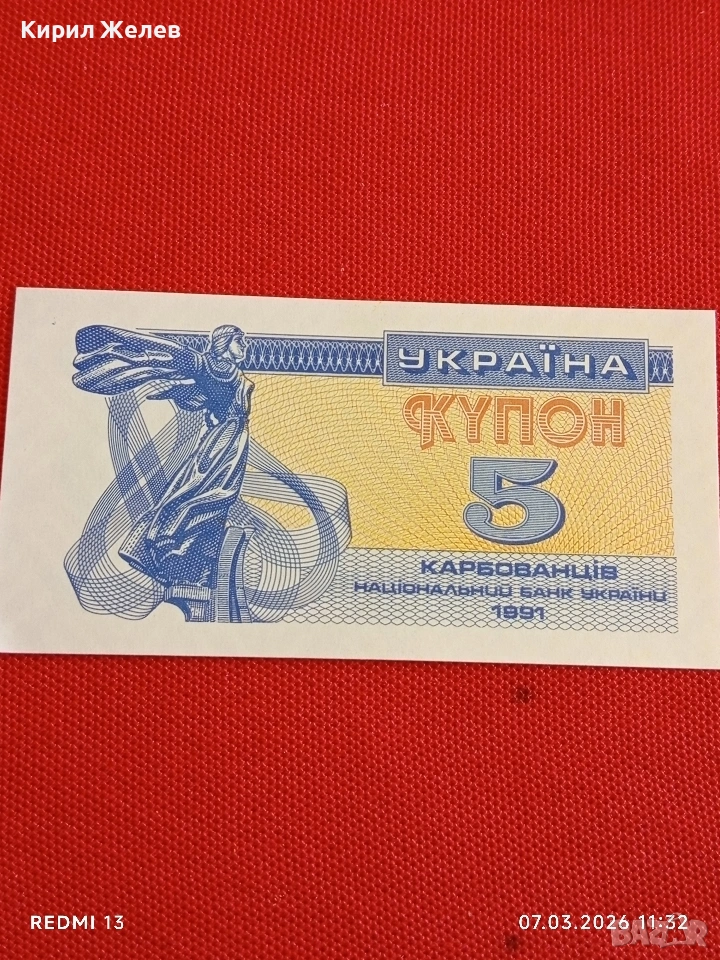 Кирил Желев
УКРАЇНА
КУПОН
5
КАРБОВАНЦІВ
НАЦІОНАЛЬНИЙ БАНК УКРАЇНИ
1991
REDMI 13
07.03.2026 11:32